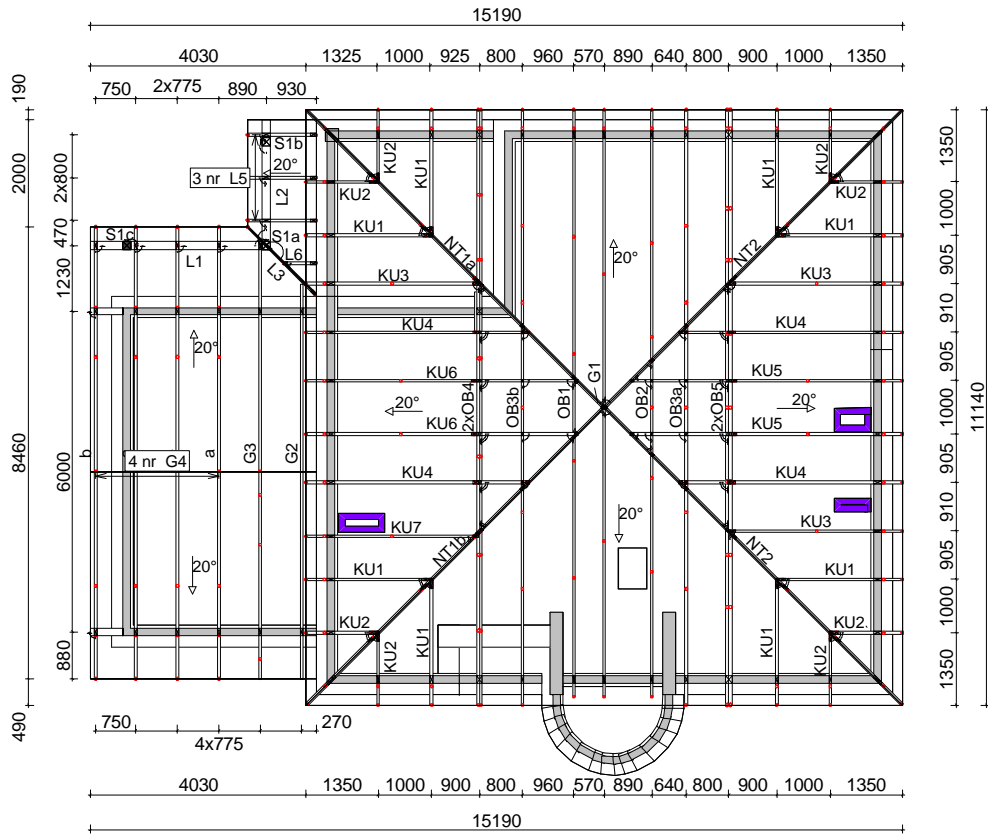 15190
4030 1325 1000 925 800 960 570 890 640 800 900 1000 1350
750 2x775 890 930
190
2000
8460
490
2x800
470
1230
6000
880
1350
1000
905
910
905
1000
905
910
905
1000
1350
11140
S1b
20°
3 nr L5
L2
S1c
S1a
L1
L3
L6
KU2
KU1
KU2
KU2
KU1
KU2
KU1
NT1a
NT2
KU1
KU3
20°
KU3
KU4
KU4
20°
KU6
G1
KU5
20°
2xOB4
OB3b
OB1
OB2
OB3a
2xOB5
20°
KU6
KU5
b
4 nr G4
a
G3
G2
KU4
KU4
20°
KU7
KU3
NT1b
NT2
20°
KU1
KU1
KU2
KU2
KU1
KU1
KU2
KU2
750
4x775
270
4030 1350 1000 900 800 960 570 890 640 800 900 1000 1350
15190